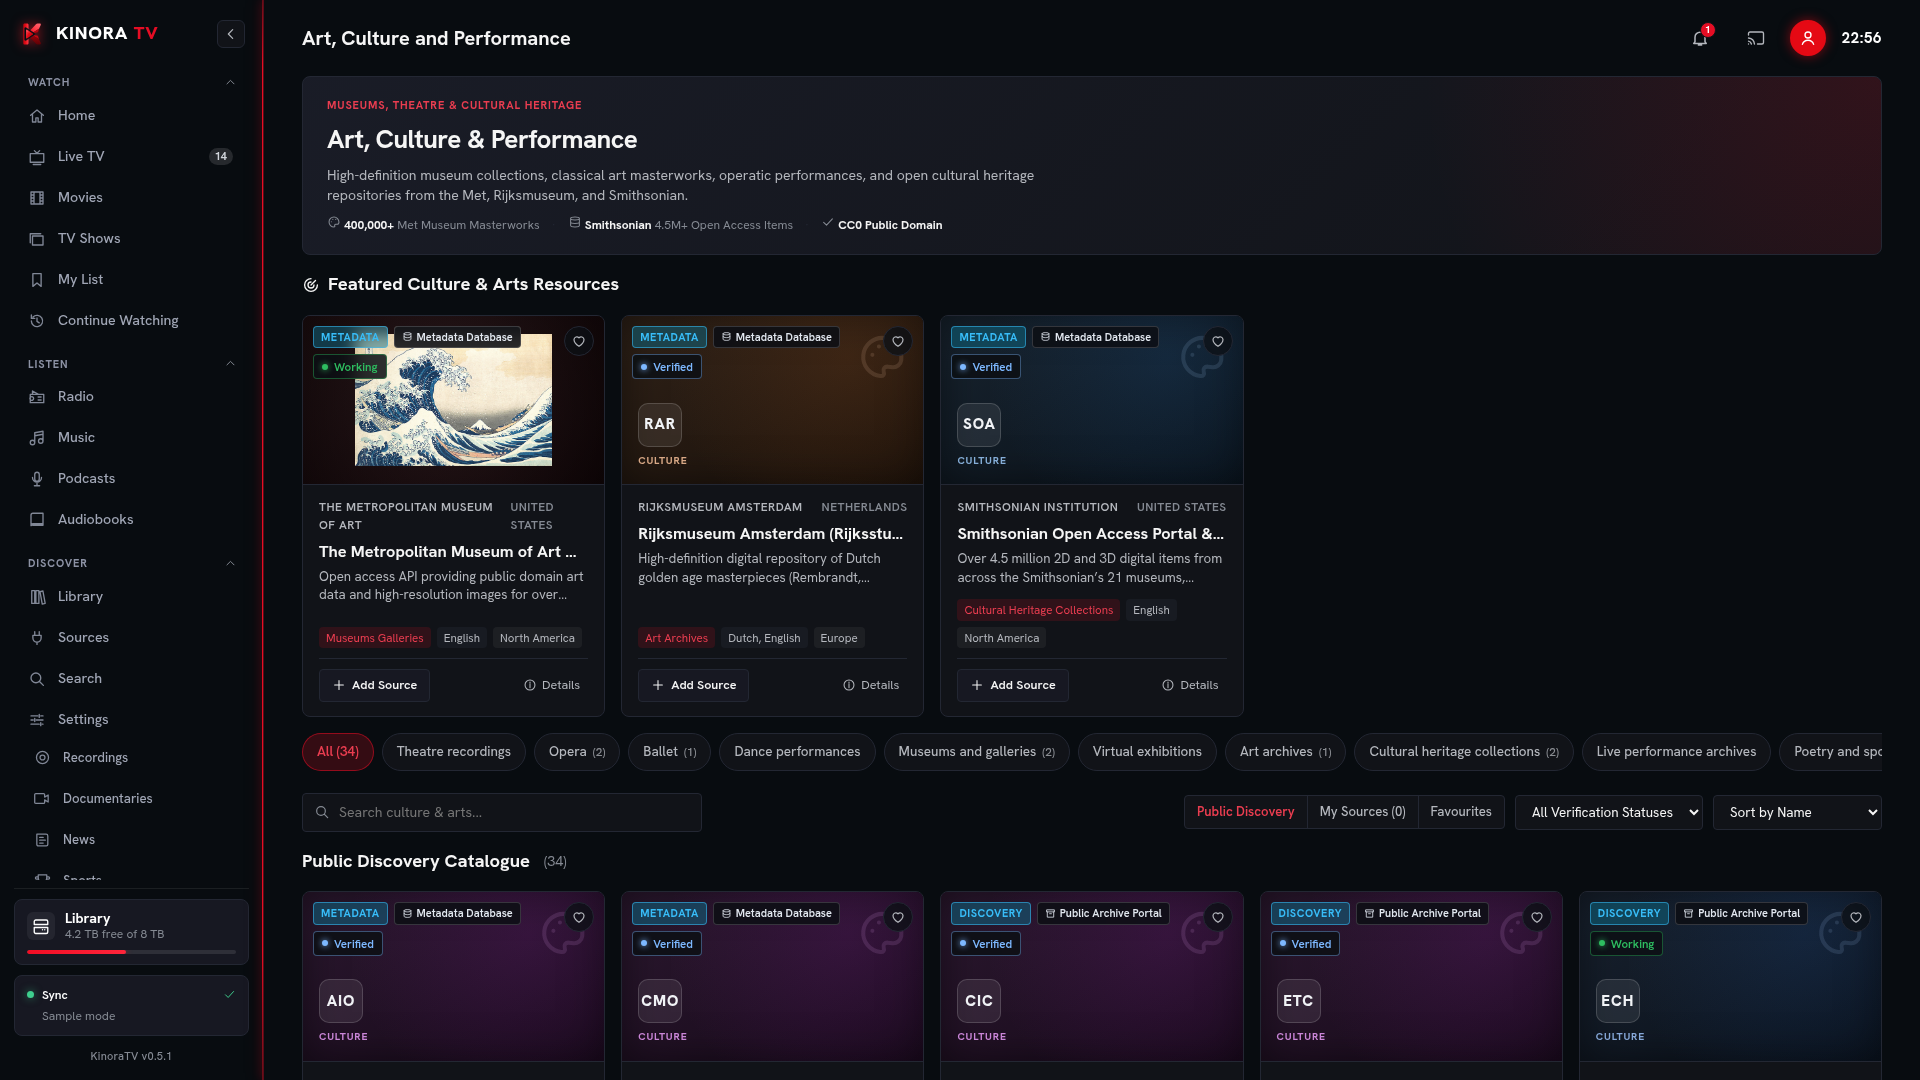 KINORA TV
WATCH
Home
Live TV
14
Movies
TV Shows
My List
Continue Watching
LISTEN
Radio
Music
Podcasts
Audiobooks
DISCOVER
Library
Sources
Search
Settings
Recordings
Documentaries
News
Sports
Library
4.2 TB free of 8 TB
Sync
Sample mode
KinoraTV v0.5.1
Art, Culture and Performance
1
22:56
MUSEUMS, THEATRE & CULTURAL HERITAGE
Art, Culture & Performance
High-definition museum collections, classical art masterworks, operatic performances, and open cultural heritage
repositories from the Met, Rijksmuseum, and Smithsonian.
400,000+ Met Museum Masterworks
Smithsonian 4.5M+ Open Access Items
CC0 Public Domain
Featured Culture & Arts Resources
METADATA
Metadata Database
Working
THE METROPOLITAN MUSEUM
OF ART
UNITED
STATES
The Metropolitan Museum of Art ...
Open access API providing public domain art
data and high-resolution images for over...
Museums Galleries
English
North America
Add Source
Details
METADATA
Metadata Database
Verified
RAR
CULTURE
RIJKSMUSEUM AMSTERDAM
NETHERLANDS
Rijksmuseum Amsterdam (Rijksstu...
High-definition digital repository of Dutch
golden age masterpieces (Rembrandt,...
Art Archives
Dutch, English
Europe
Add Source
Details
METADATA
Metadata Database
Verified
SOA
CULTURE
SMITHSONIAN INSTITUTION
UNITED STATES
Smithsonian Open Access Portal &...
Over 4.5 million 2D and 3D digital items from
across the Smithsonian's 21 museums,...
Cultural Heritage Collections
English
North America
Add Source
Details
All (34)
Theatre recordings
Opera (2)
Ballet (1)
Dance performances
Museums and galleries (2)
Virtual exhibitions
Art archives (1)
Cultural heritage collections (2)
Live performance archives
Poetry and spo
Search culture & arts...
Public Discovery
My Sources (0)
Favourites
All Verification Statuses
Sort by Name
Public Discovery Catalogue (34)
METADATA
Metadata Database
Verified
AIO
CULTURE
METADATA
Metadata Database
Verified
CMO
CULTURE
DISCOVERY
Public Archive Portal
Verified
CIC
CULTURE
DISCOVERY
Public Archive Portal
Verified
ETC
CULTURE
DISCOVERY
Public Archive Portal
Working
ECH
CULTURE